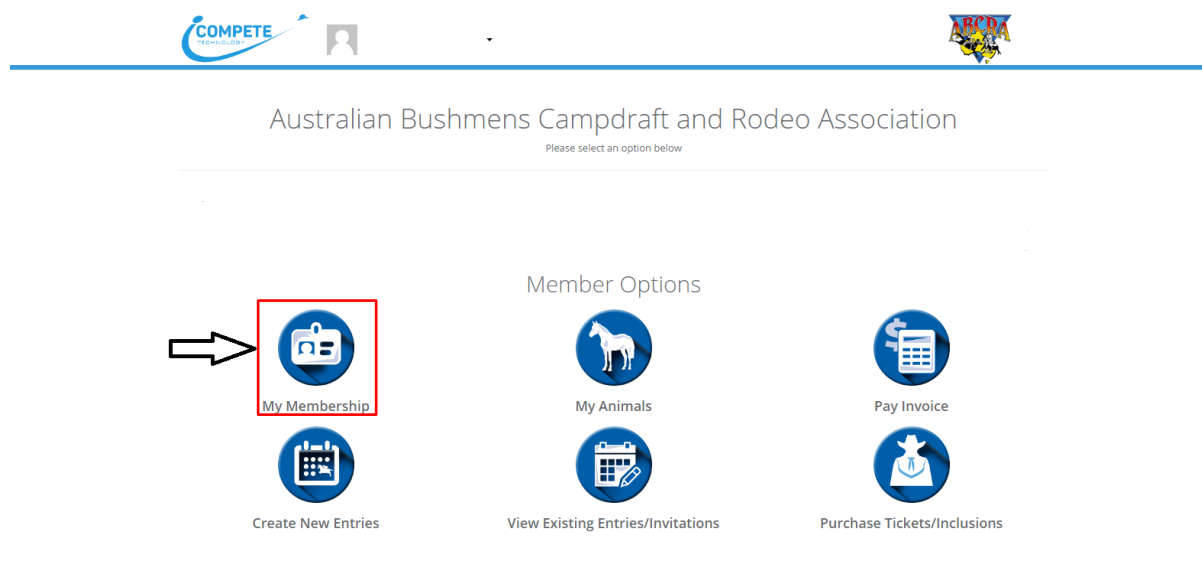 COMPETE
TECHNOLOGY
ABCRA
Australian Bushmens Campdraft and Rodeo Association
Please select an option below
Member Options
My Membership
My Animals
Pay Invoice
Create New Entries
View Existing Entries/Invitations
Purchase Tickets/Inclusions